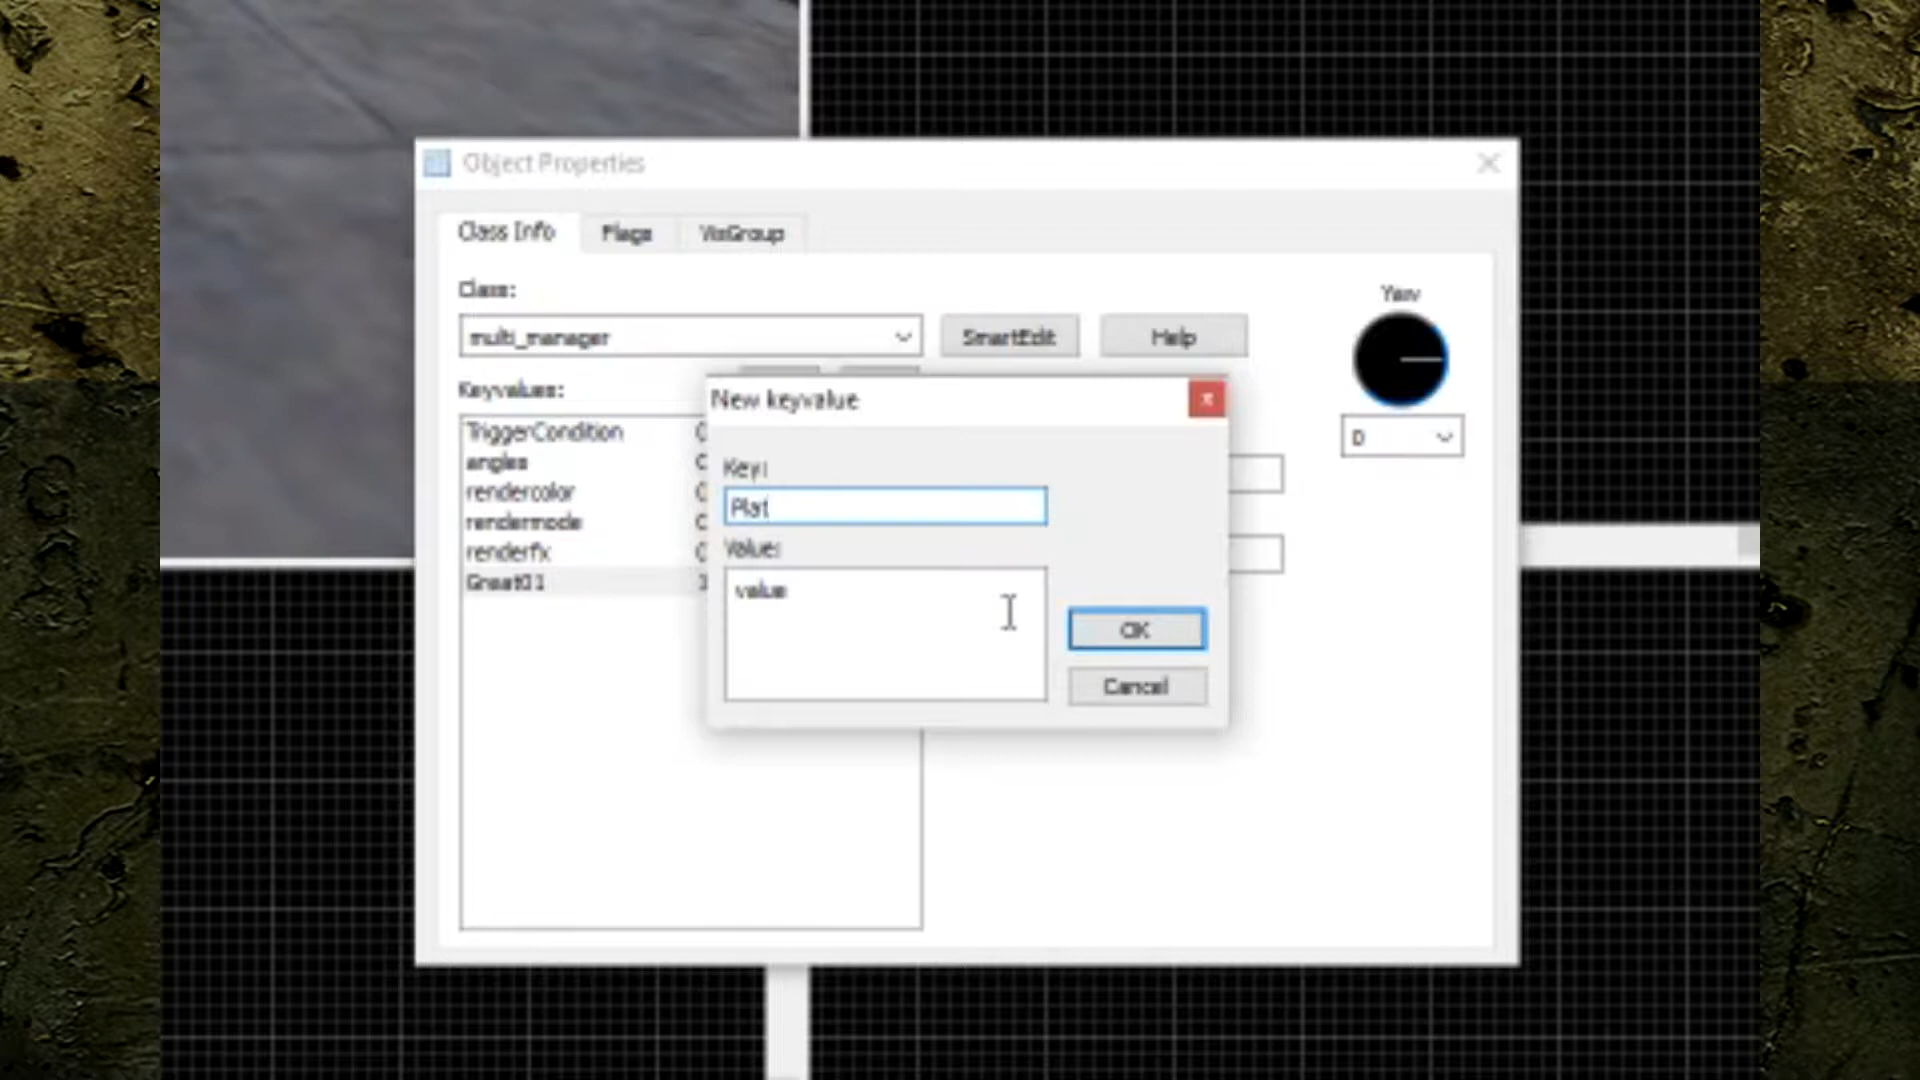 Object Properties
Class Info Flags VisGroup
Class:
Yaw
multi_manager SmartEdit Help
Keyvalues:
New keyvalue x
TriggerCondition
0
angles
Key:
rendercolor
Plat
rendermode
renderfx
Value:
Great01
value
OK
Cancel